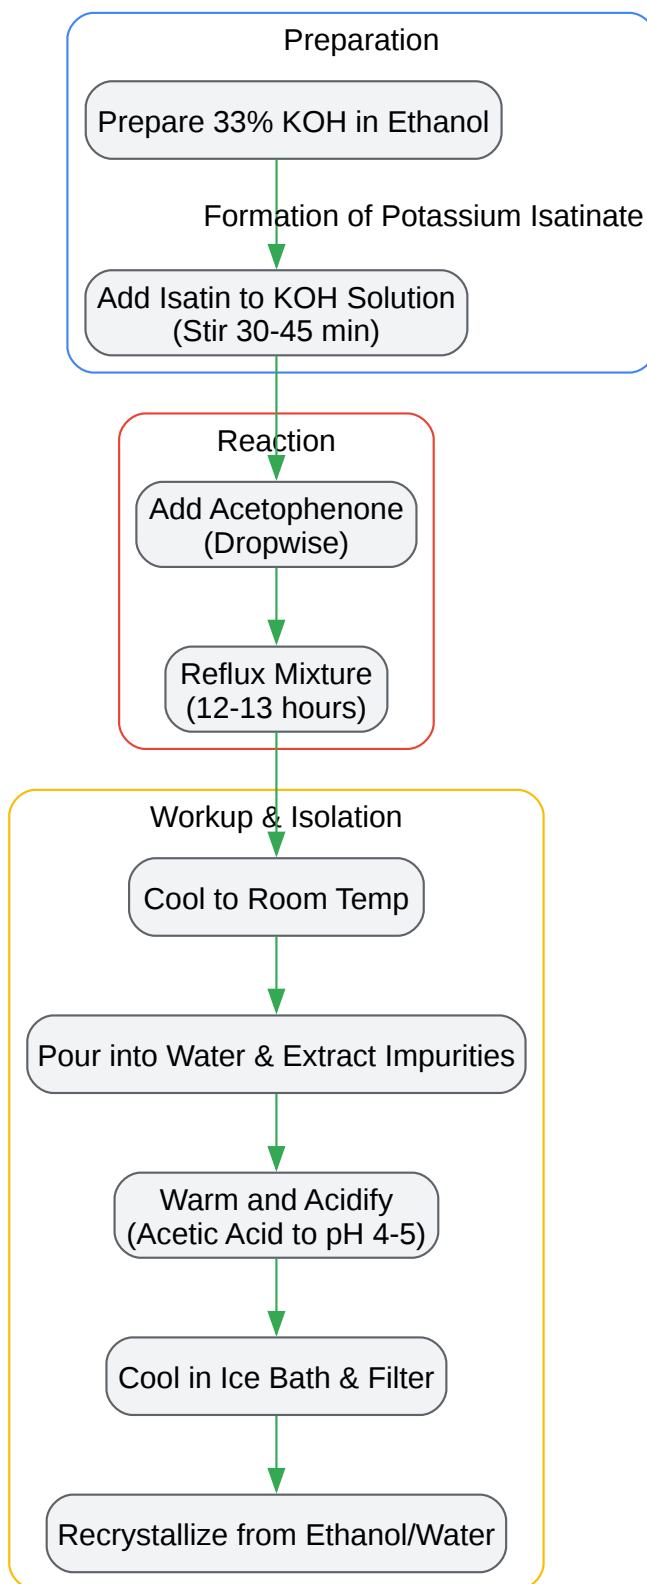 Preparation
Prepare 33% KOH in Ethanol
Formation of Potassium Isatinate
Add Isatin to KOH Solution
(Stir 30-45 min)
Reaction
Add Acetophenone
(Dropwise)
Reflux Mixture
(12-13 hours)
Workup & Isolation
Cool to Room Temp
Pour into Water & Extract Impurities
Warm and Acidify
(Acetic Acid to pH 4-5)
Cool in Ice Bath & Filter
Recrystallize from Ethanol/Water